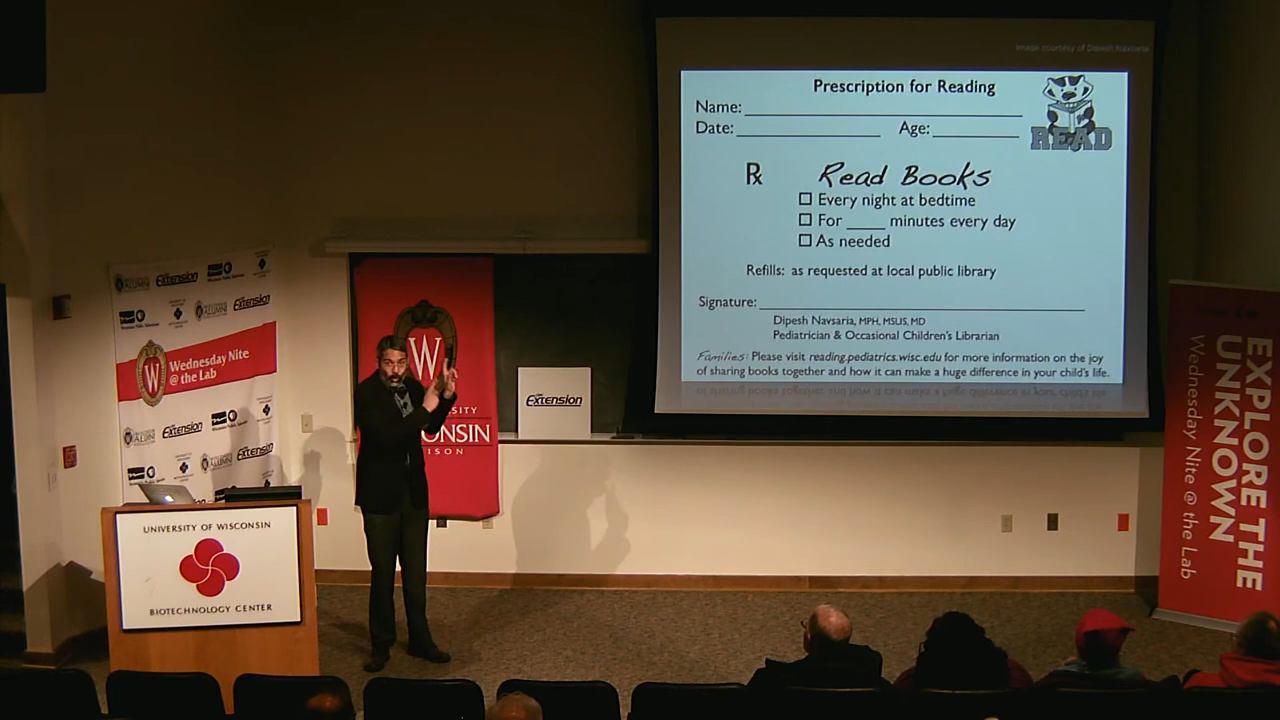 Image courtesy of Dipesh Navsaria
Prescription for Reading
Name:
Date: Age:
READ
Rx Read Books
Every night at bedtime
For ____ minutes every day
As needed
Refills: as requested at local public library
Signature:
Dipesh Navsaria, MPH, MSLIS, MD
Pediatrician & Occasional Children's Librarian
Families: Please visit reading.pediatrics.wisc.edu for more information on the joy
of sharing books together and how it can make a huge difference in your child's life.
ALUMNI
Extension
Extension
W
Wednesday Nite
@ the Lab
ALUMNI
Extension
Extension
W
Extension
UNIVERSITY OF WISCONSIN
BIOTECHNOLOGY CENTER
EXPLORE THE
UNKNOWN
Wednesday Nite @ the Lab